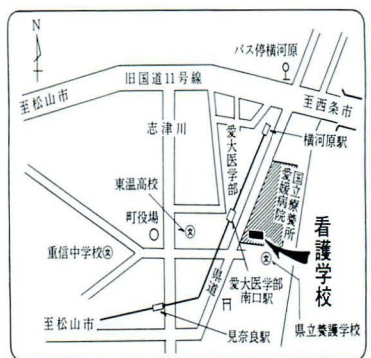 N
バス停横河原
旧国道11号線
至松山市
至西条市
志津川
愛大医学部
横河原駅
東温高校
町役場
文
国立療養所
愛媛病院
看護学校
重信中学校文
文
県道
愛大医学部
南口駅
県立養護学校
至松山市
見奈良駅